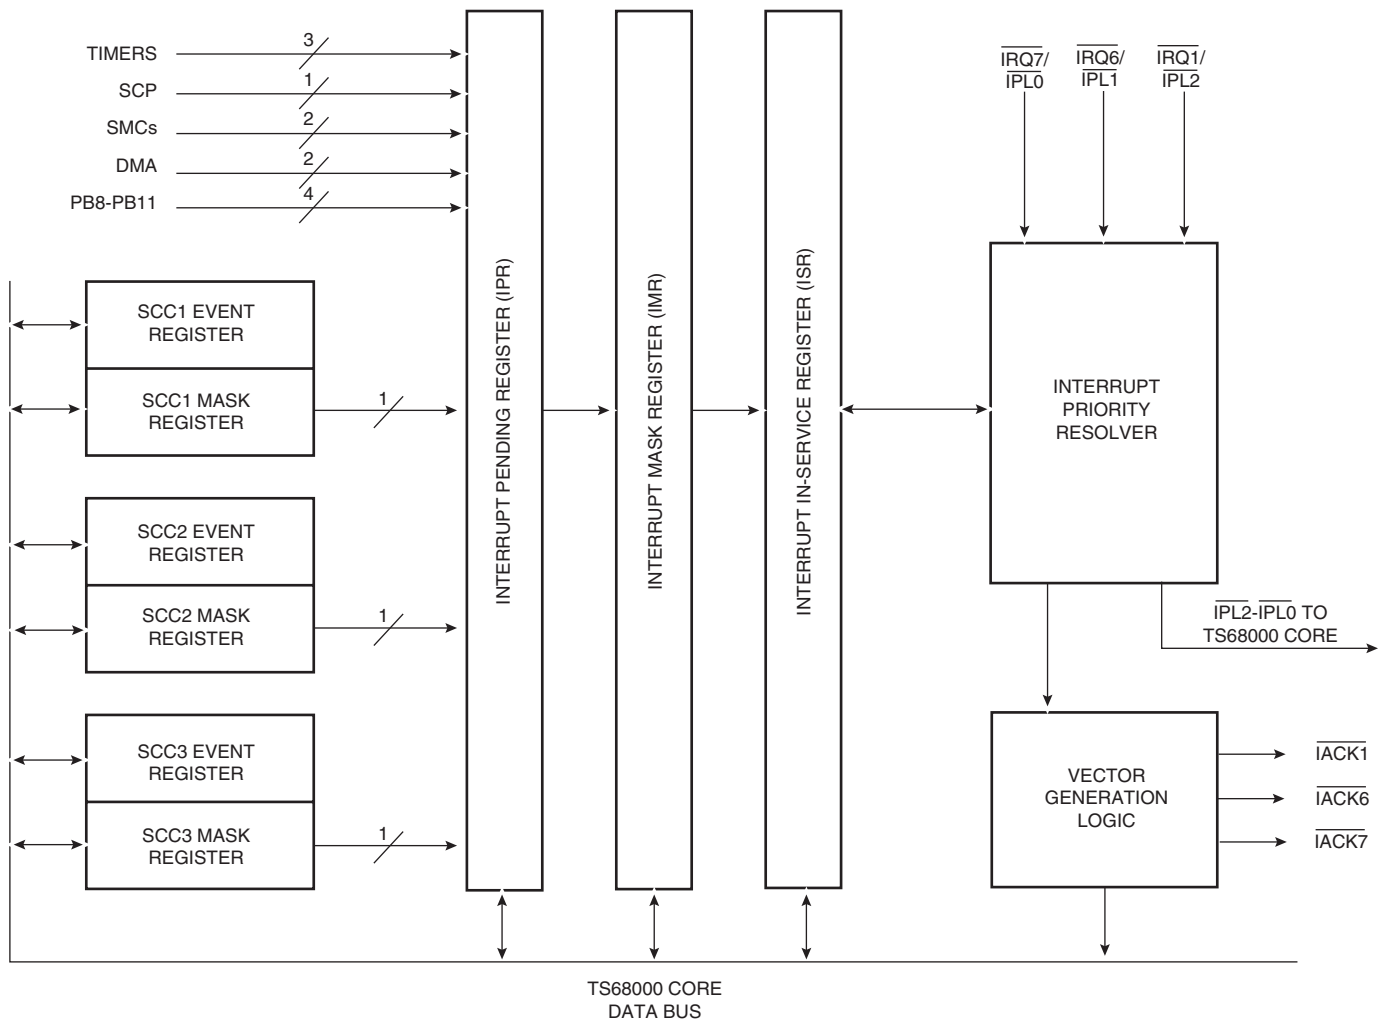 TIMERS
3
SCP
1
SMCs
2
DMA
2
PB8-PB11
4
IRQ7/
IPL0
IRQ6/
IPL1
IRQ1/
IPL2
SCC1 EVENT
REGISTER
SCC1 MASK
REGISTER
1
SCC2 EVENT
REGISTER
SCC2 MASK
REGISTER
1
SCC3 EVENT
REGISTER
SCC3 MASK
REGISTER
1
INTERRUPT PENDING REGISTER (IPR)
INTERRUPT MASK REGISTER (IMR)
INTERRUPT IN-SERVICE REGISTER (ISR)
INTERRUPT
PRIORITY
RESOLVER
IPL2-IPL0 TO
TS68000 CORE
VECTOR
GENERATION
LOGIC
IACK1
IACK6
IACK7
TS68000 CORE
DATA BUS